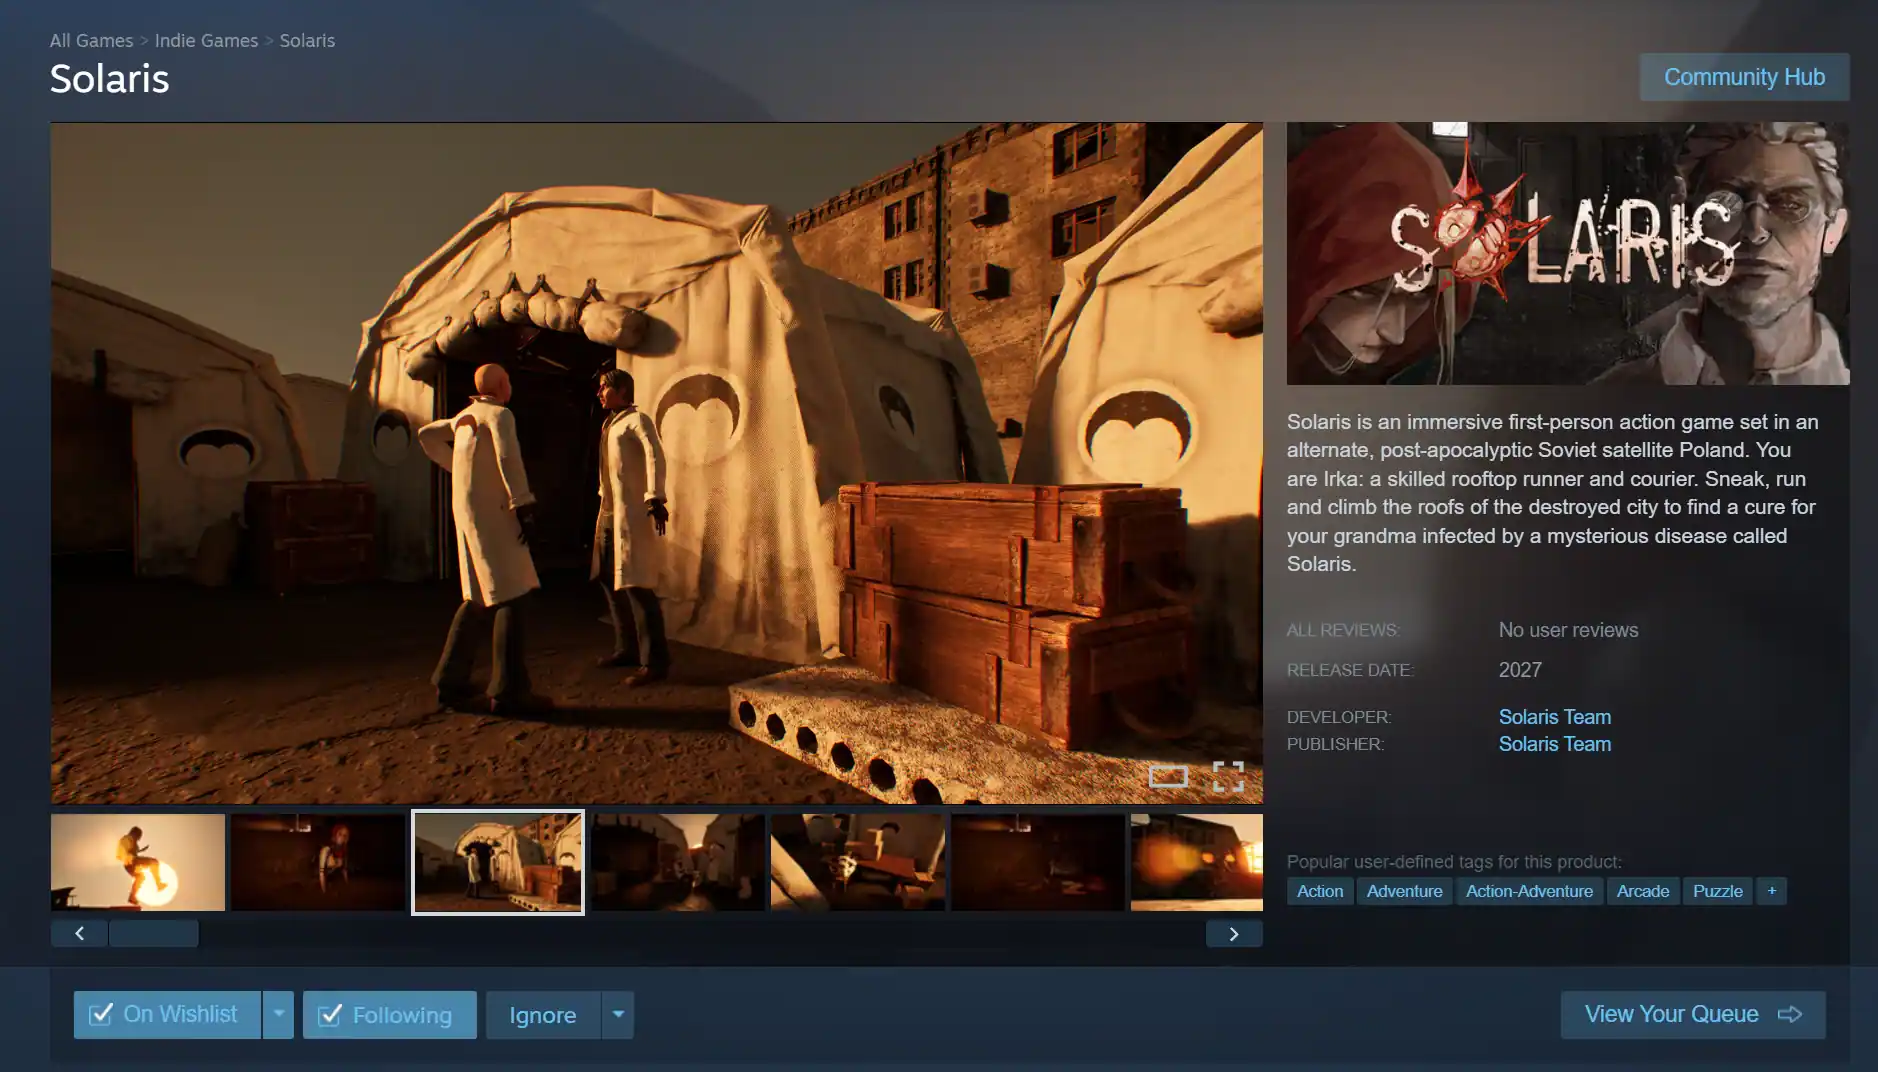 All Games > Indie Games > Solaris
Solaris
Community Hub
SOLARIS
Solaris is an immersive first-person action game set in an
alternate, post-apocalyptic Soviet satellite Poland. You
are Irka: a skilled rooftop runner and courier. Sneak, run
and climb the roofs of the destroyed city to find a cure for
your grandma infected by a mysterious disease called
Solaris.
ALL REVIEWS: No user reviews
RELEASE DATE: 2027
DEVELOPER: Solaris Team
PUBLISHER: Solaris Team
Popular user-defined tags for this product:
Action Adventure Action-Adventure Arcade Puzzle +
On Wishlist Following Ignore View Your Queue